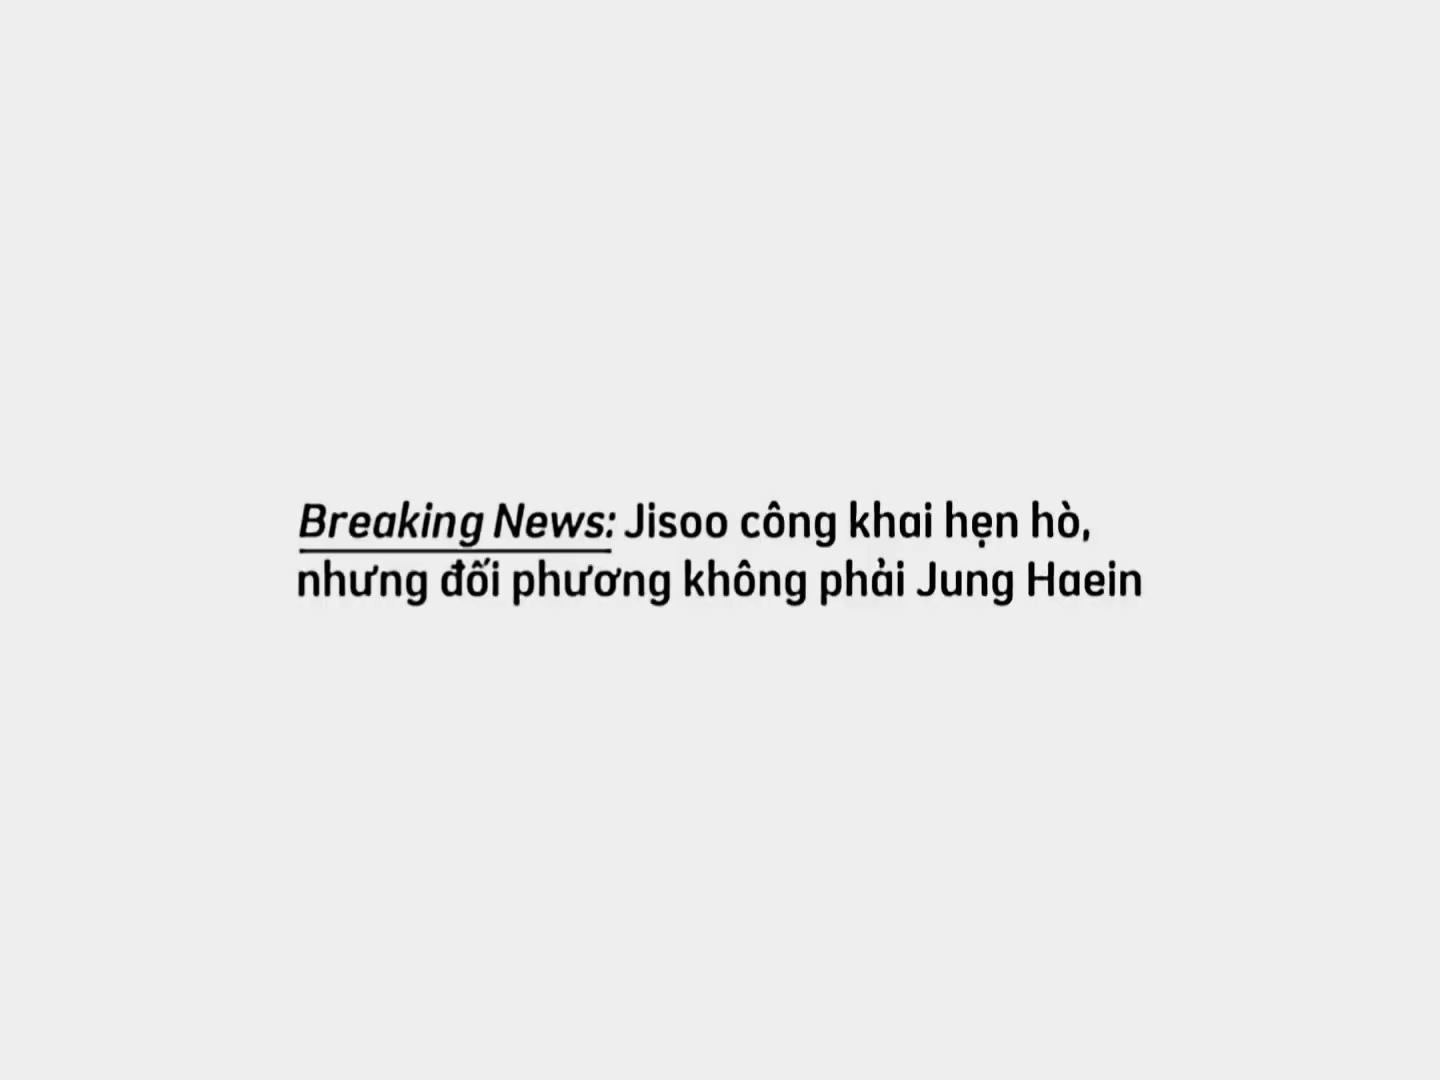 Breaking News: Jisoo công khai hẹn hò,
nhưng đối phương không phải Jung Haein